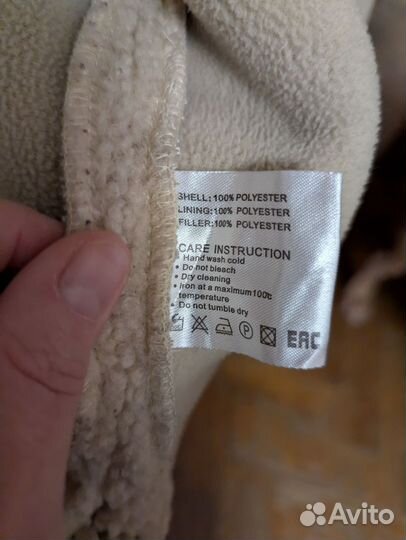 SHELL:100% POLYESTER
LINING:100% POLYESTER
FILLER:100% POLYESTER
CARE INSTRUCTION
• Hand wash cold
• Do not bleach
• Dry cleaning
• Iron at a maximum100℃
temperature
• Do not tumble dry
P EAC
Avito